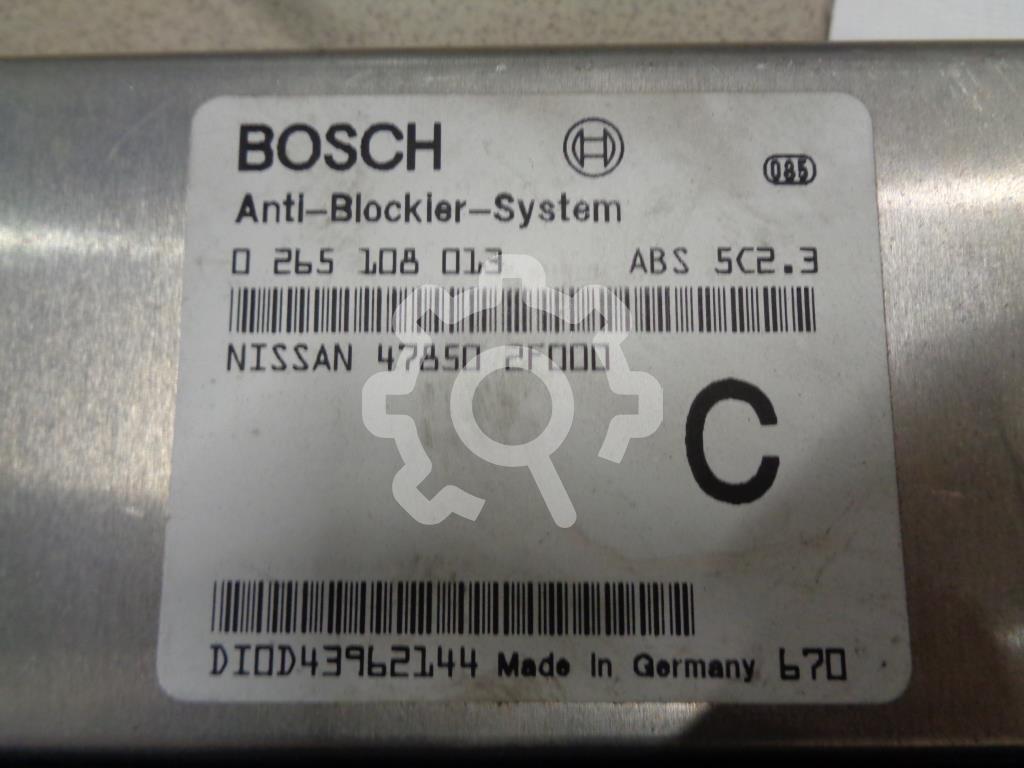 BOSCH
085
Anti-Blockier-System
0 265 108 013 ABS 5C2.3
NISSAN 47850 2F000
C
DIOD43962144 Made in Germany 670